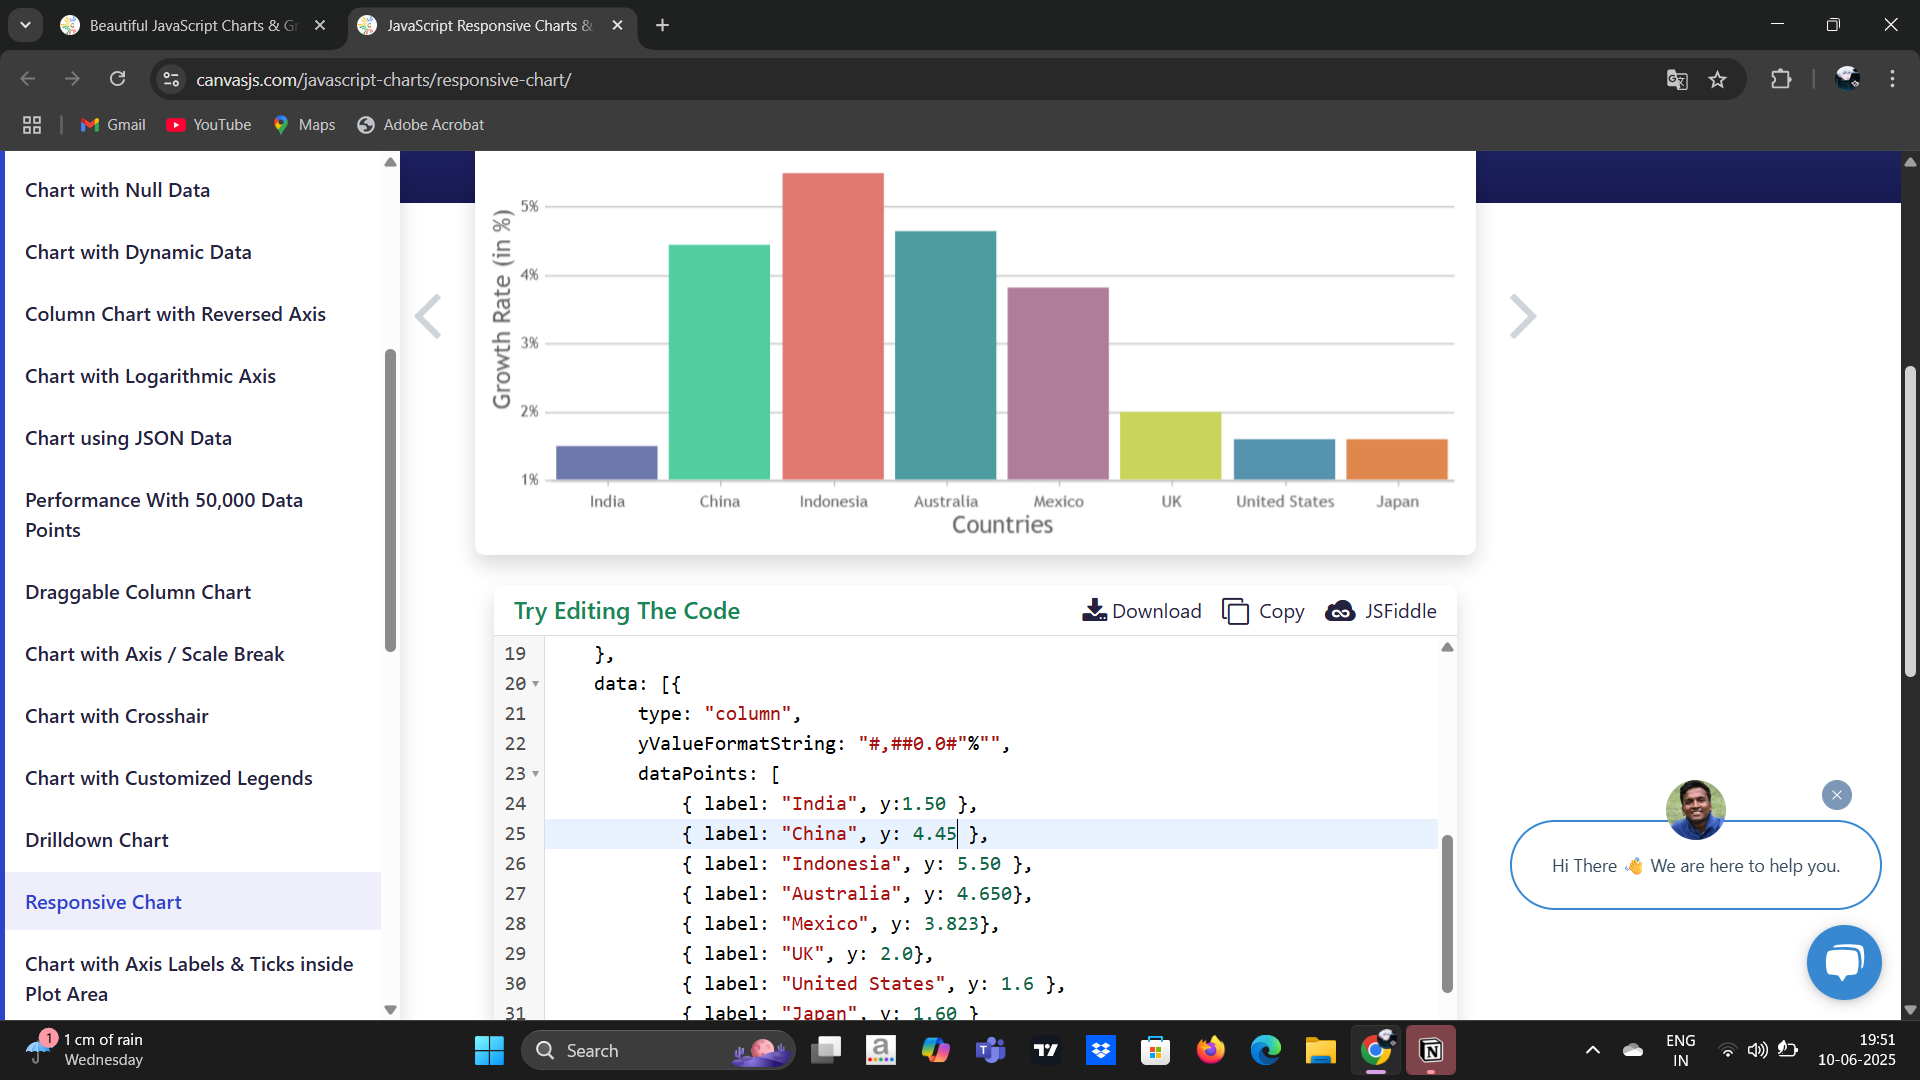 Beautiful JavaScript Charts & Gr
JavaScript Responsive Charts &
canvasjs.com/javascript-charts/responsive-chart/
Gmail
YouTube
Maps
Adobe Acrobat
Chart with Null Data
Chart with Dynamic Data
Column Chart with Reversed Axis
Chart with Logarithmic Axis
Chart using JSON Data
Performance With 50,000 Data
Points
Draggable Column Chart
Chart with Axis / Scale Break
Chart with Crosshair
Chart with Customized Legends
Drilldown Chart
Responsive Chart
Chart with Axis Labels & Ticks inside
Plot Area
Growth Rate (in %)
5%
4%
3%
2%
1%
India China Indonesia Australia Mexico UK United States Japan
Countries
Try Editing The Code
Download
Copy
JSFiddle
19 },
20 data: [{
21 type: "column",
22 yValueFormatString: "#,##0.0#"%"",
23 dataPoints: [
24 { label: "India", y:1.50 },
25 { label: "China", y: 4.45 },
26 { label: "Indonesia", y: 5.50 },
27 { label: "Australia", y: 4.650},
28 { label: "Mexico", y: 3.823},
29 { label: "UK", y: 2.0},
30 { label: "United States", y: 1.6 },
31 { label: "Japan", y: 1.60 }
Hi There 👋 We are here to help you.
1
1 cm of rain
Wednesday
Search
ENG
IN
19:51
10-06-2025